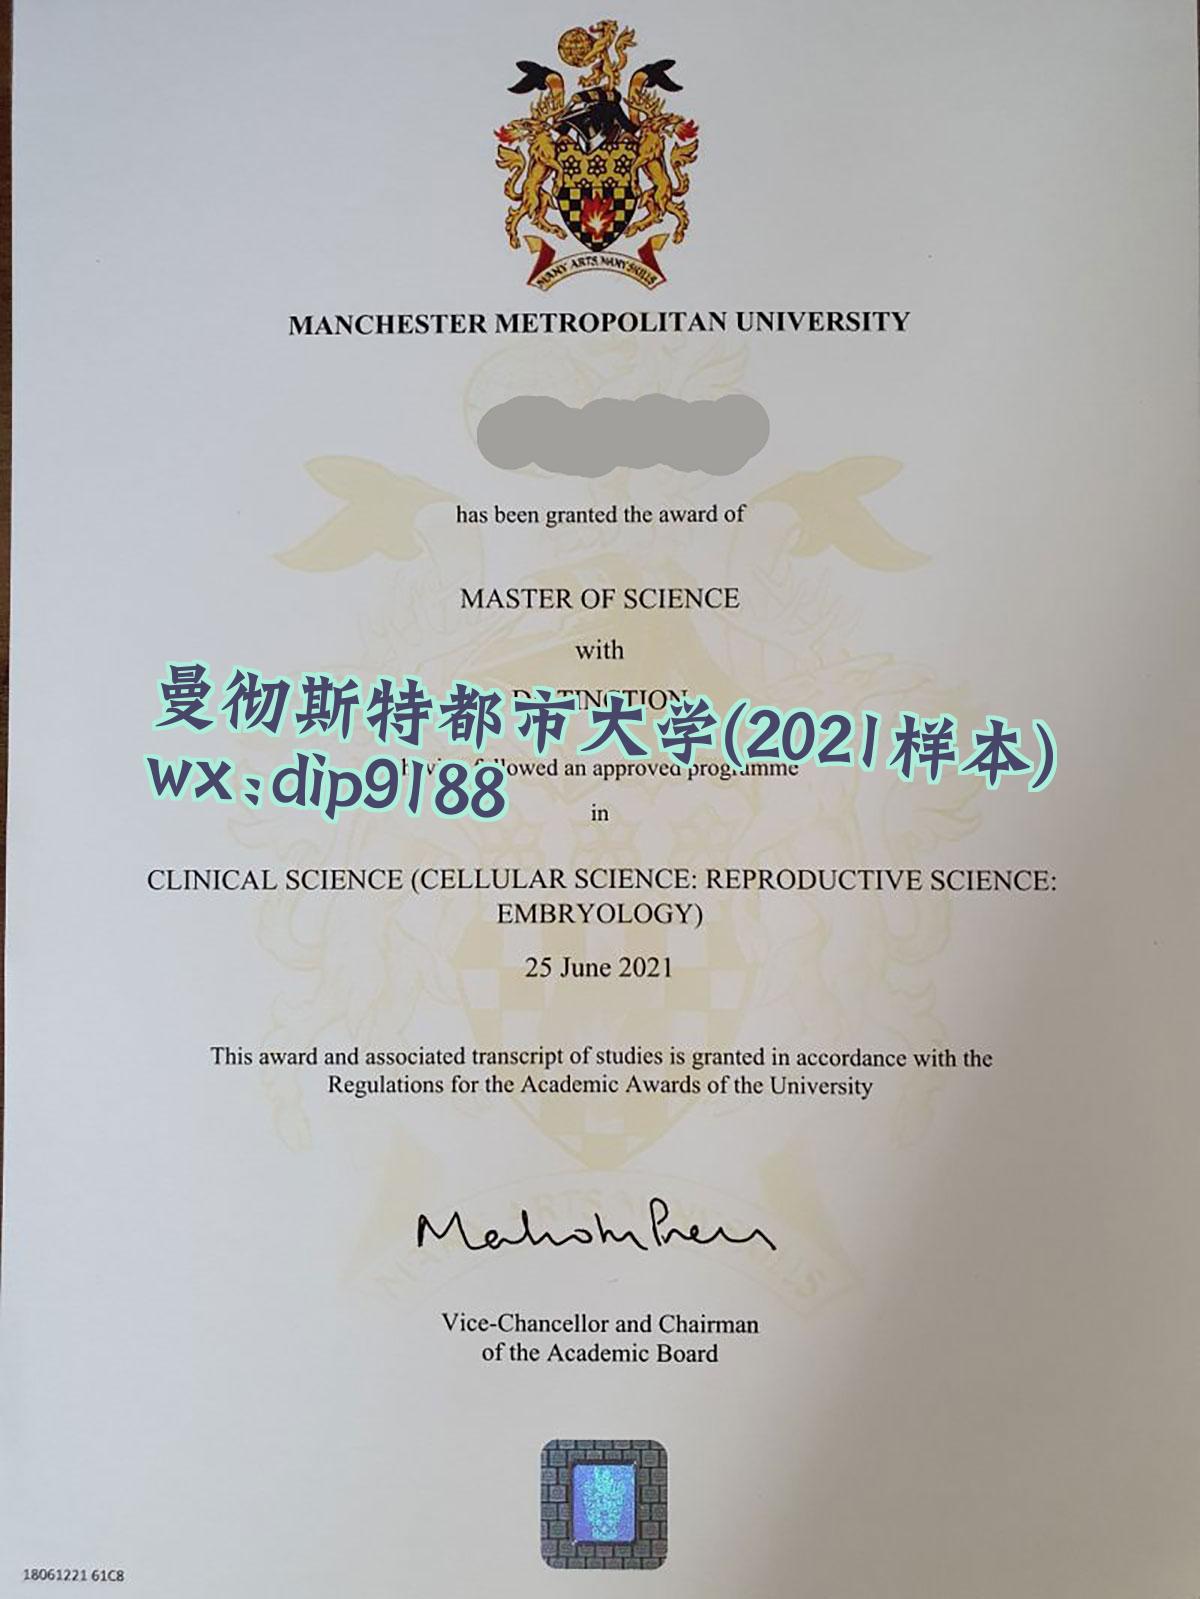 MANY ARTS MANY SKILLS
MANCHESTER METROPOLITAN UNIVERSITY
has been granted the award of
MASTER OF SCIENCE
with
DISTINCTION
曼彻斯特都市大学(2021样本)
wx:dip9188
having followed an approved programme
in
CLINICAL SCIENCE (CELLULAR SCIENCE: REPRODUCTIVE SCIENCE:
EMBRYOLOGY)
25 June 2021
This award and associated transcript of studies is granted in accordance with the
Regulations for the Academic Awards of the University
Vice-Chancellor and Chairman
of the Academic Board
18061221 61C8